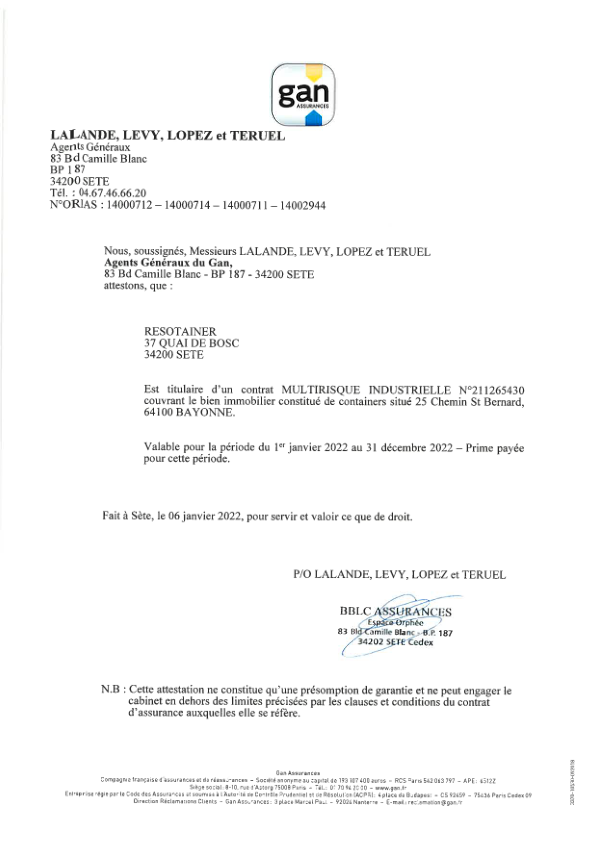 gan
ASSURANCES
LALANDE, LEVY, LOPEZ et TERUEL
Agents Généraux
83 Bd Camille Blanc
BP 187
34200 SETE
Tél. : 04.67.46.66.20
N°ORIAS : 14000712 – 14000714 – 14000711 – 14002944
Nous, soussignés, Messieurs LALANDE, LEVY, LOPEZ et TERUEL
Agents Généraux du Gan,
83 Bd Camille Blanc - BP 187 - 34200 SETE
attestons, que :
RESOTAINER
37 QUAI DE BOSC
34200 SETE
Est titulaire d'un contrat MULTIRISQUE INDUSTRIELLE N°211265430
couvrant le bien immobilier constitué de containers situé 25 Chemin St Bernard,
64100 BAYONNE.
Valable pour la période du 1er janvier 2022 au 31 décembre 2022 – Prime payée
pour cette période.
Fait à Sète, le 06 janvier 2022, pour servir et valoir ce que de droit.
P/O LALANDE, LEVY, LOPEZ et TERUEL
BBLC ASSURANCES
Espace Orphée
83 Bld Camille Blanc - B.P. 187
34202 SETE Cedex
N.B : Cette attestation ne constitue qu'une présomption de garantie et ne peut engager le
cabinet en dehors des limites précisées par les clauses et conditions du contrat
d'assurance auxquelles elle se réfère.
Gan Assurances
Compagnie française d'assurances et de réassurances – Société anonyme au capital de 193 107 400 euros – RCS Paris 542 063 797 – APE : 6512Z
Siège social : 8-10, rue d'Astorg 75008 Paris – Tél. : 01 70 94 20 00 – www.gan.fr
Entreprise régie par le Code des Assurances et soumise à l'Autorité de Contrôle Prudentiel et de Résolution (ACPR) : 4 place de Budapest – CS 92459 – 75436 Paris Cedex 09
Direction Réclamations Clients – Gan Assurances : 3 place Marcel Paul – 92024 Nanterre – E-mail : reclamation@gan.fr